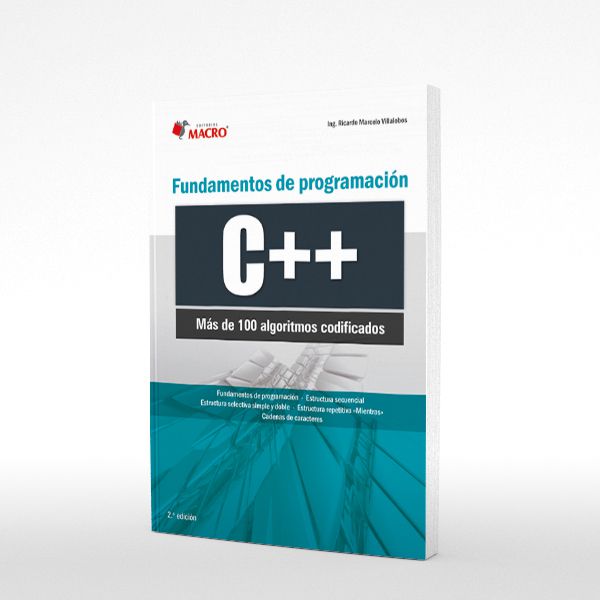 EDITORIAL
MACRO®
Ing. Ricardo Marcelo Villalobos
Fundamentos de programación
C++
Más de 100 algoritmos codificados
Fundamentos de programación · Estructura secuencial
Estructura selectiva simple y doble · Estructura repetitiva «Mientras»
Cadenas de caracteres
2.ª edición